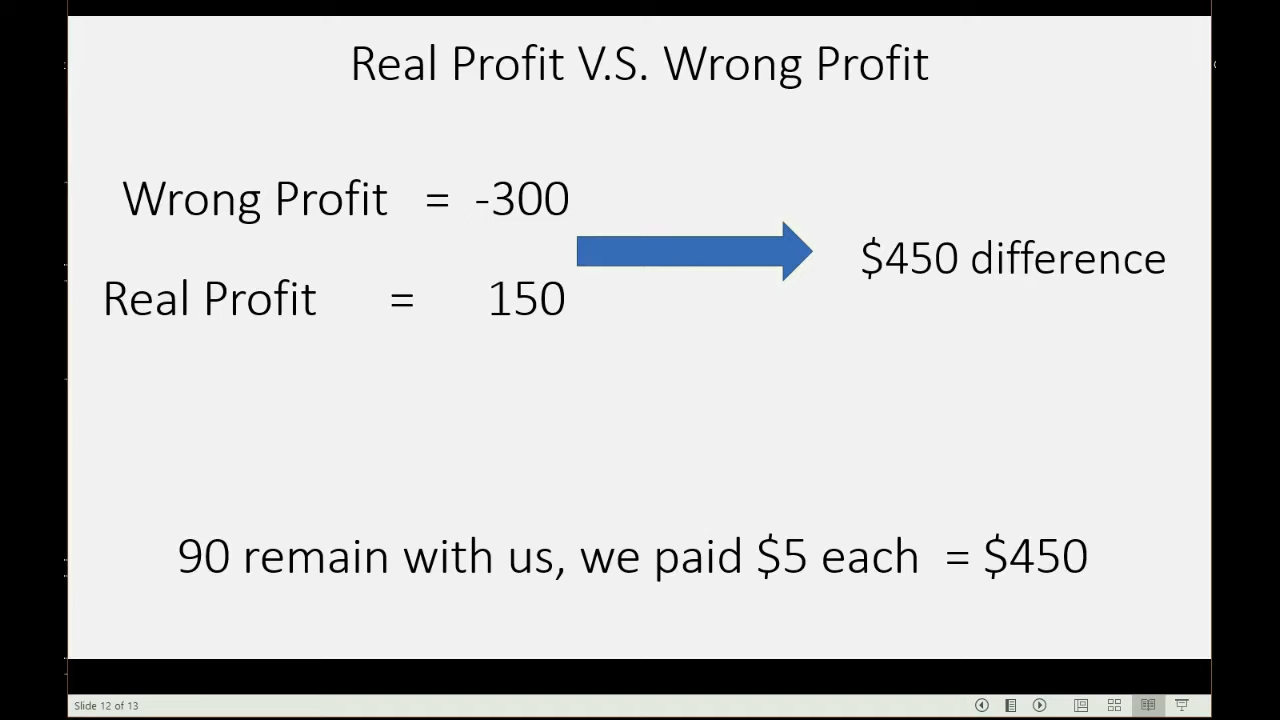 Real Profit V.S. Wrong Profit
Wrong Profit = -300
$450 difference
Real Profit = 150
90 remain with us, we paid $5 each = $450
Slide 12 of 13